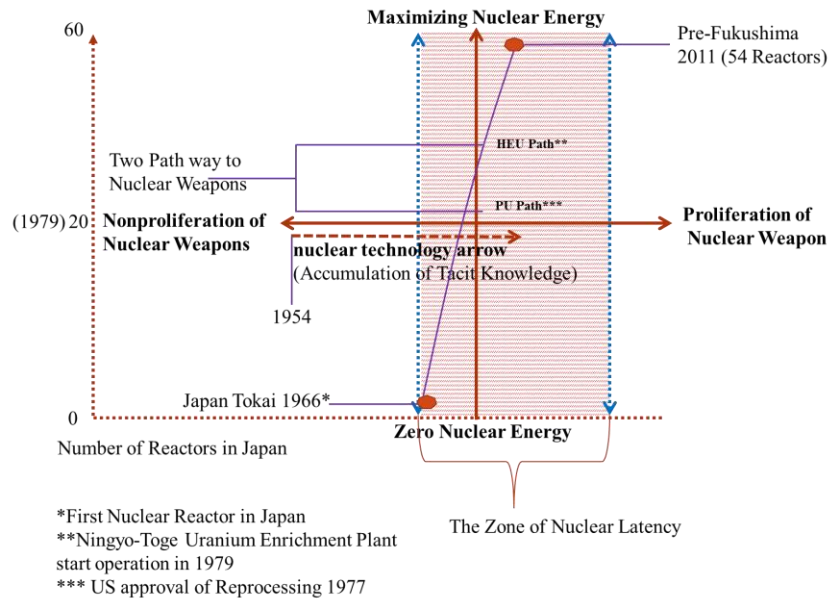 Maximizing Nuclear Energy
60
Pre-Fukushima
2011 (54 Reactors)
HEU Path**
Two Path way to
Nuclear Weapons
PU Path***
(1979) 20
Nonproliferation of
Nuclear Weapons
Proliferation of
Nuclear Weapon
nuclear technology arrow
(Accumulation of Tacit Knowledge)
1954
Japan Tokai 1966*
0
Zero Nuclear Energy
Number of Reactors in Japan
The Zone of Nuclear Latency
*First Nuclear Reactor in Japan
**Ningyo-Toge Uranium Enrichment Plant
start operation in 1979
*** US approval of Reprocessing 1977